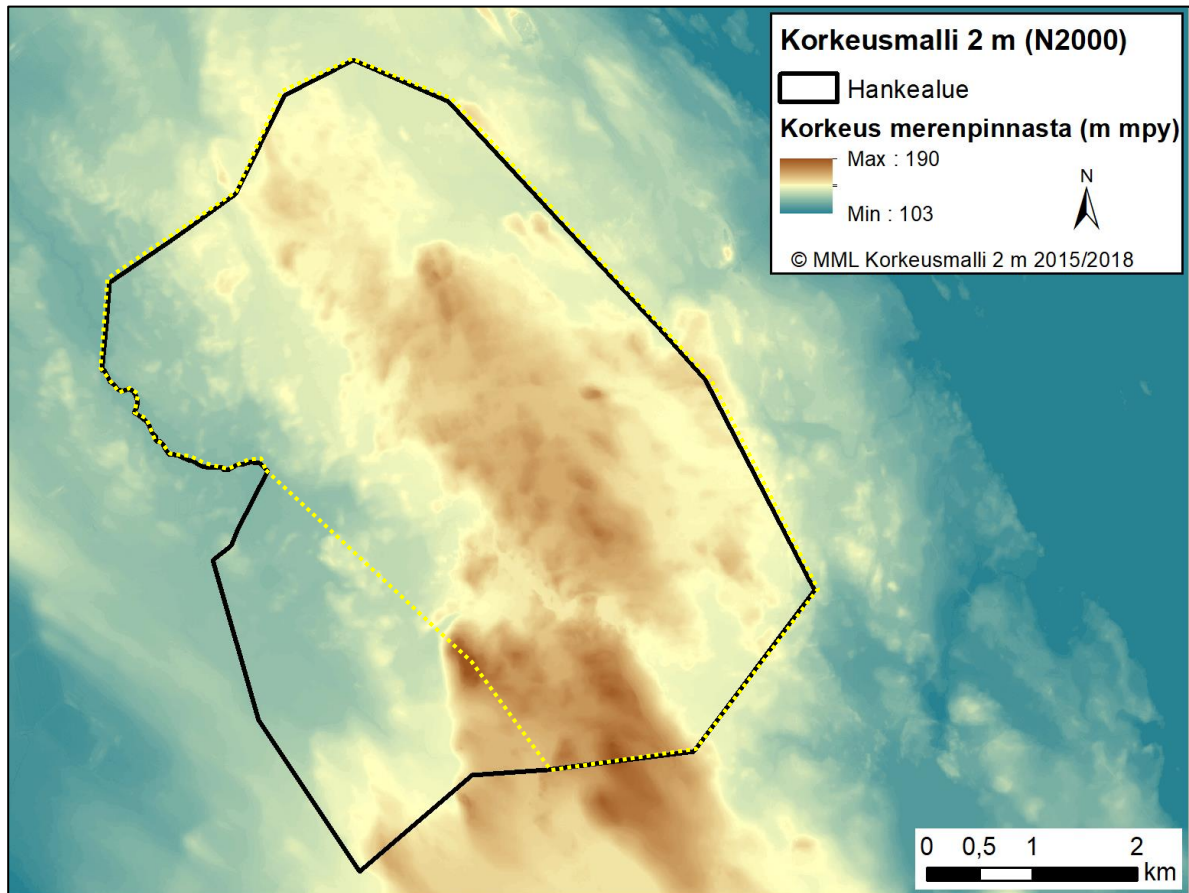 Korkeusmalli 2 m (N2000)
Hankealue
Korkeus merenpinnasta (m mpy)
Max : 190
Min : 103
N
© MML Korkeusmalli 2 m 2015/2018
0 0,5 1 2
km